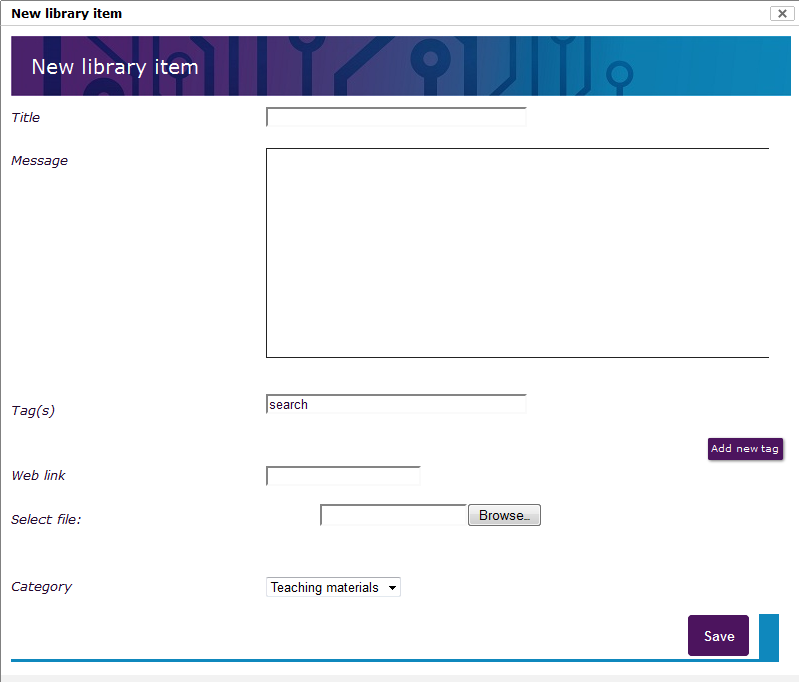 New library item
New library item
Title
Message
Tag(s)
search
Add new tag
Web link
Select file:
Browse...
Category
Teaching materials
Save